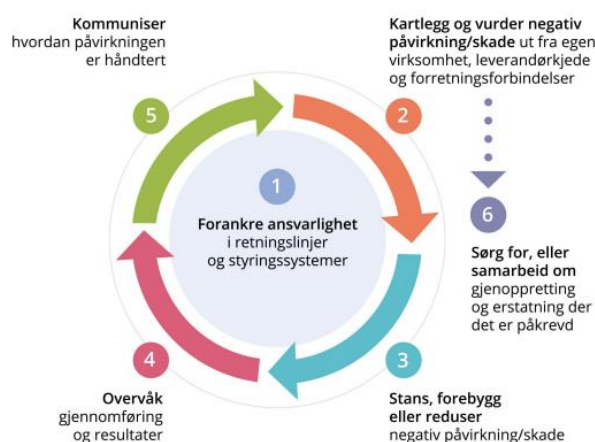 Kommuniser
hvordan påvirkningen
er håndtert
5
Kartlegg og vurder negativ
påvirkning/skade ut fra egen
virksomhet, leverandørkjede
og forretningsforbindelser
2
1
Forankre ansvarlighet
i retningslinjer
og styringssystemer
6
Sørg for, eller
samarbeid om
gjenoppretting
og erstatning der
det er påkrevd
4
Overvåk
gjennomføring
og resultater
3
Stans, forebygg
eller reduser
negativ påvirkning/skade